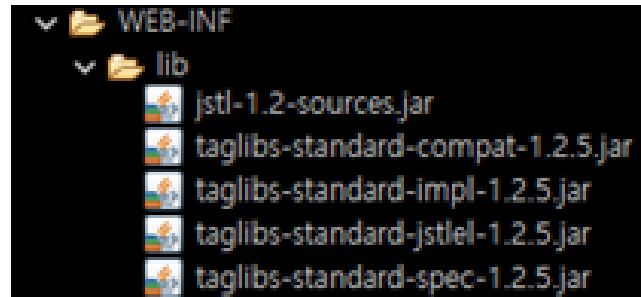 WEB-INF
lib
jstl-1.2-sources.jar
taglibs-standard-compat-1.2.5.jar
taglibs-standard-impl-1.2.5.jar
taglibs-standard-jstlel-1.2.5.jar
taglibs-standard-spec-1.2.5.jar